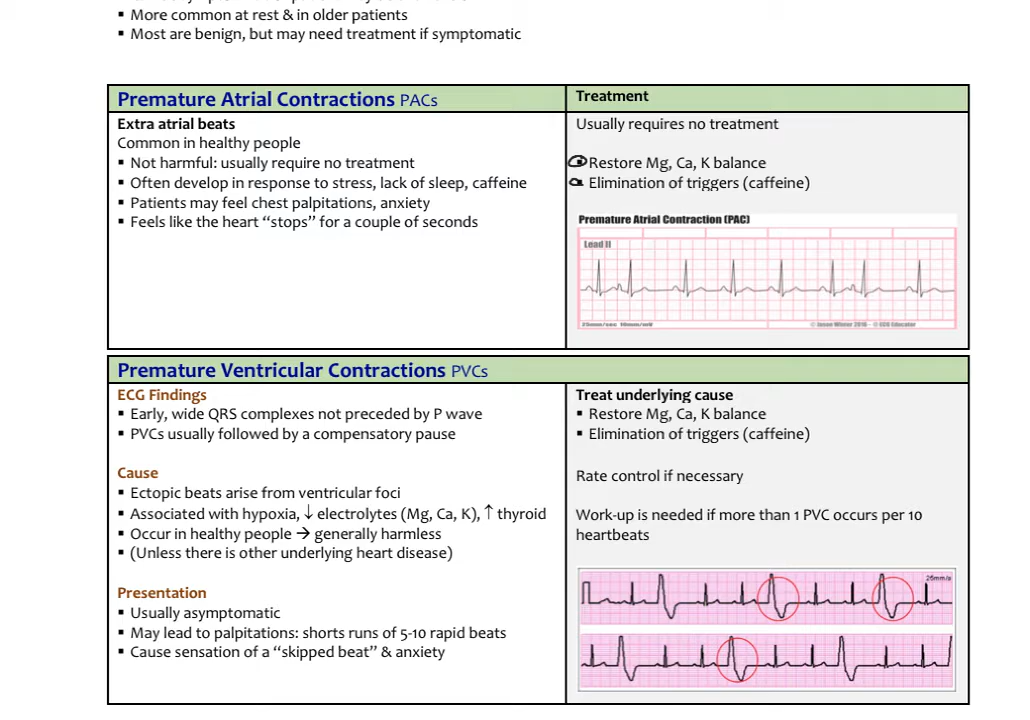 ▪ More common at rest & in older patients
▪ Most are benign, but may need treatment if symptomatic
Premature Atrial Contractions PACs
Treatment
Extra atrial beats
Common in healthy people
▪ Not harmful: usually require no treatment
▪ Often develop in response to stress, lack of sleep, caffeine
▪ Patients may feel chest palpitations, anxiety
▪ Feels like the heart “stops” for a couple of seconds
Usually requires no treatment
Restore Mg, Ca, K balance
Elimination of triggers (caffeine)
Premature Atrial Contraction (PAC)
Lead II
25mm/sec 10mm/mV
© Jason Winter 2016 - © ECG Educator
Premature Ventricular Contractions PVCs
ECG Findings
▪ Early, wide QRS complexes not preceded by P wave
▪ PVCs usually followed by a compensatory pause
Cause
▪ Ectopic beats arise from ventricular foci
▪ Associated with hypoxia, ↓ electrolytes (Mg, Ca, K), ↑ thyroid
▪ Occur in healthy people → generally harmless
▪ (Unless there is other underlying heart disease)
Presentation
▪ Usually asymptomatic
▪ May lead to palpitations: shorts runs of 5-10 rapid beats
▪ Cause sensation of a “skipped beat” & anxiety
Treat underlying cause
▪ Restore Mg, Ca, K balance
▪ Elimination of triggers (caffeine)
Rate control if necessary
Work-up is needed if more than 1 PVC occurs per 10
heartbeats
25mm/s